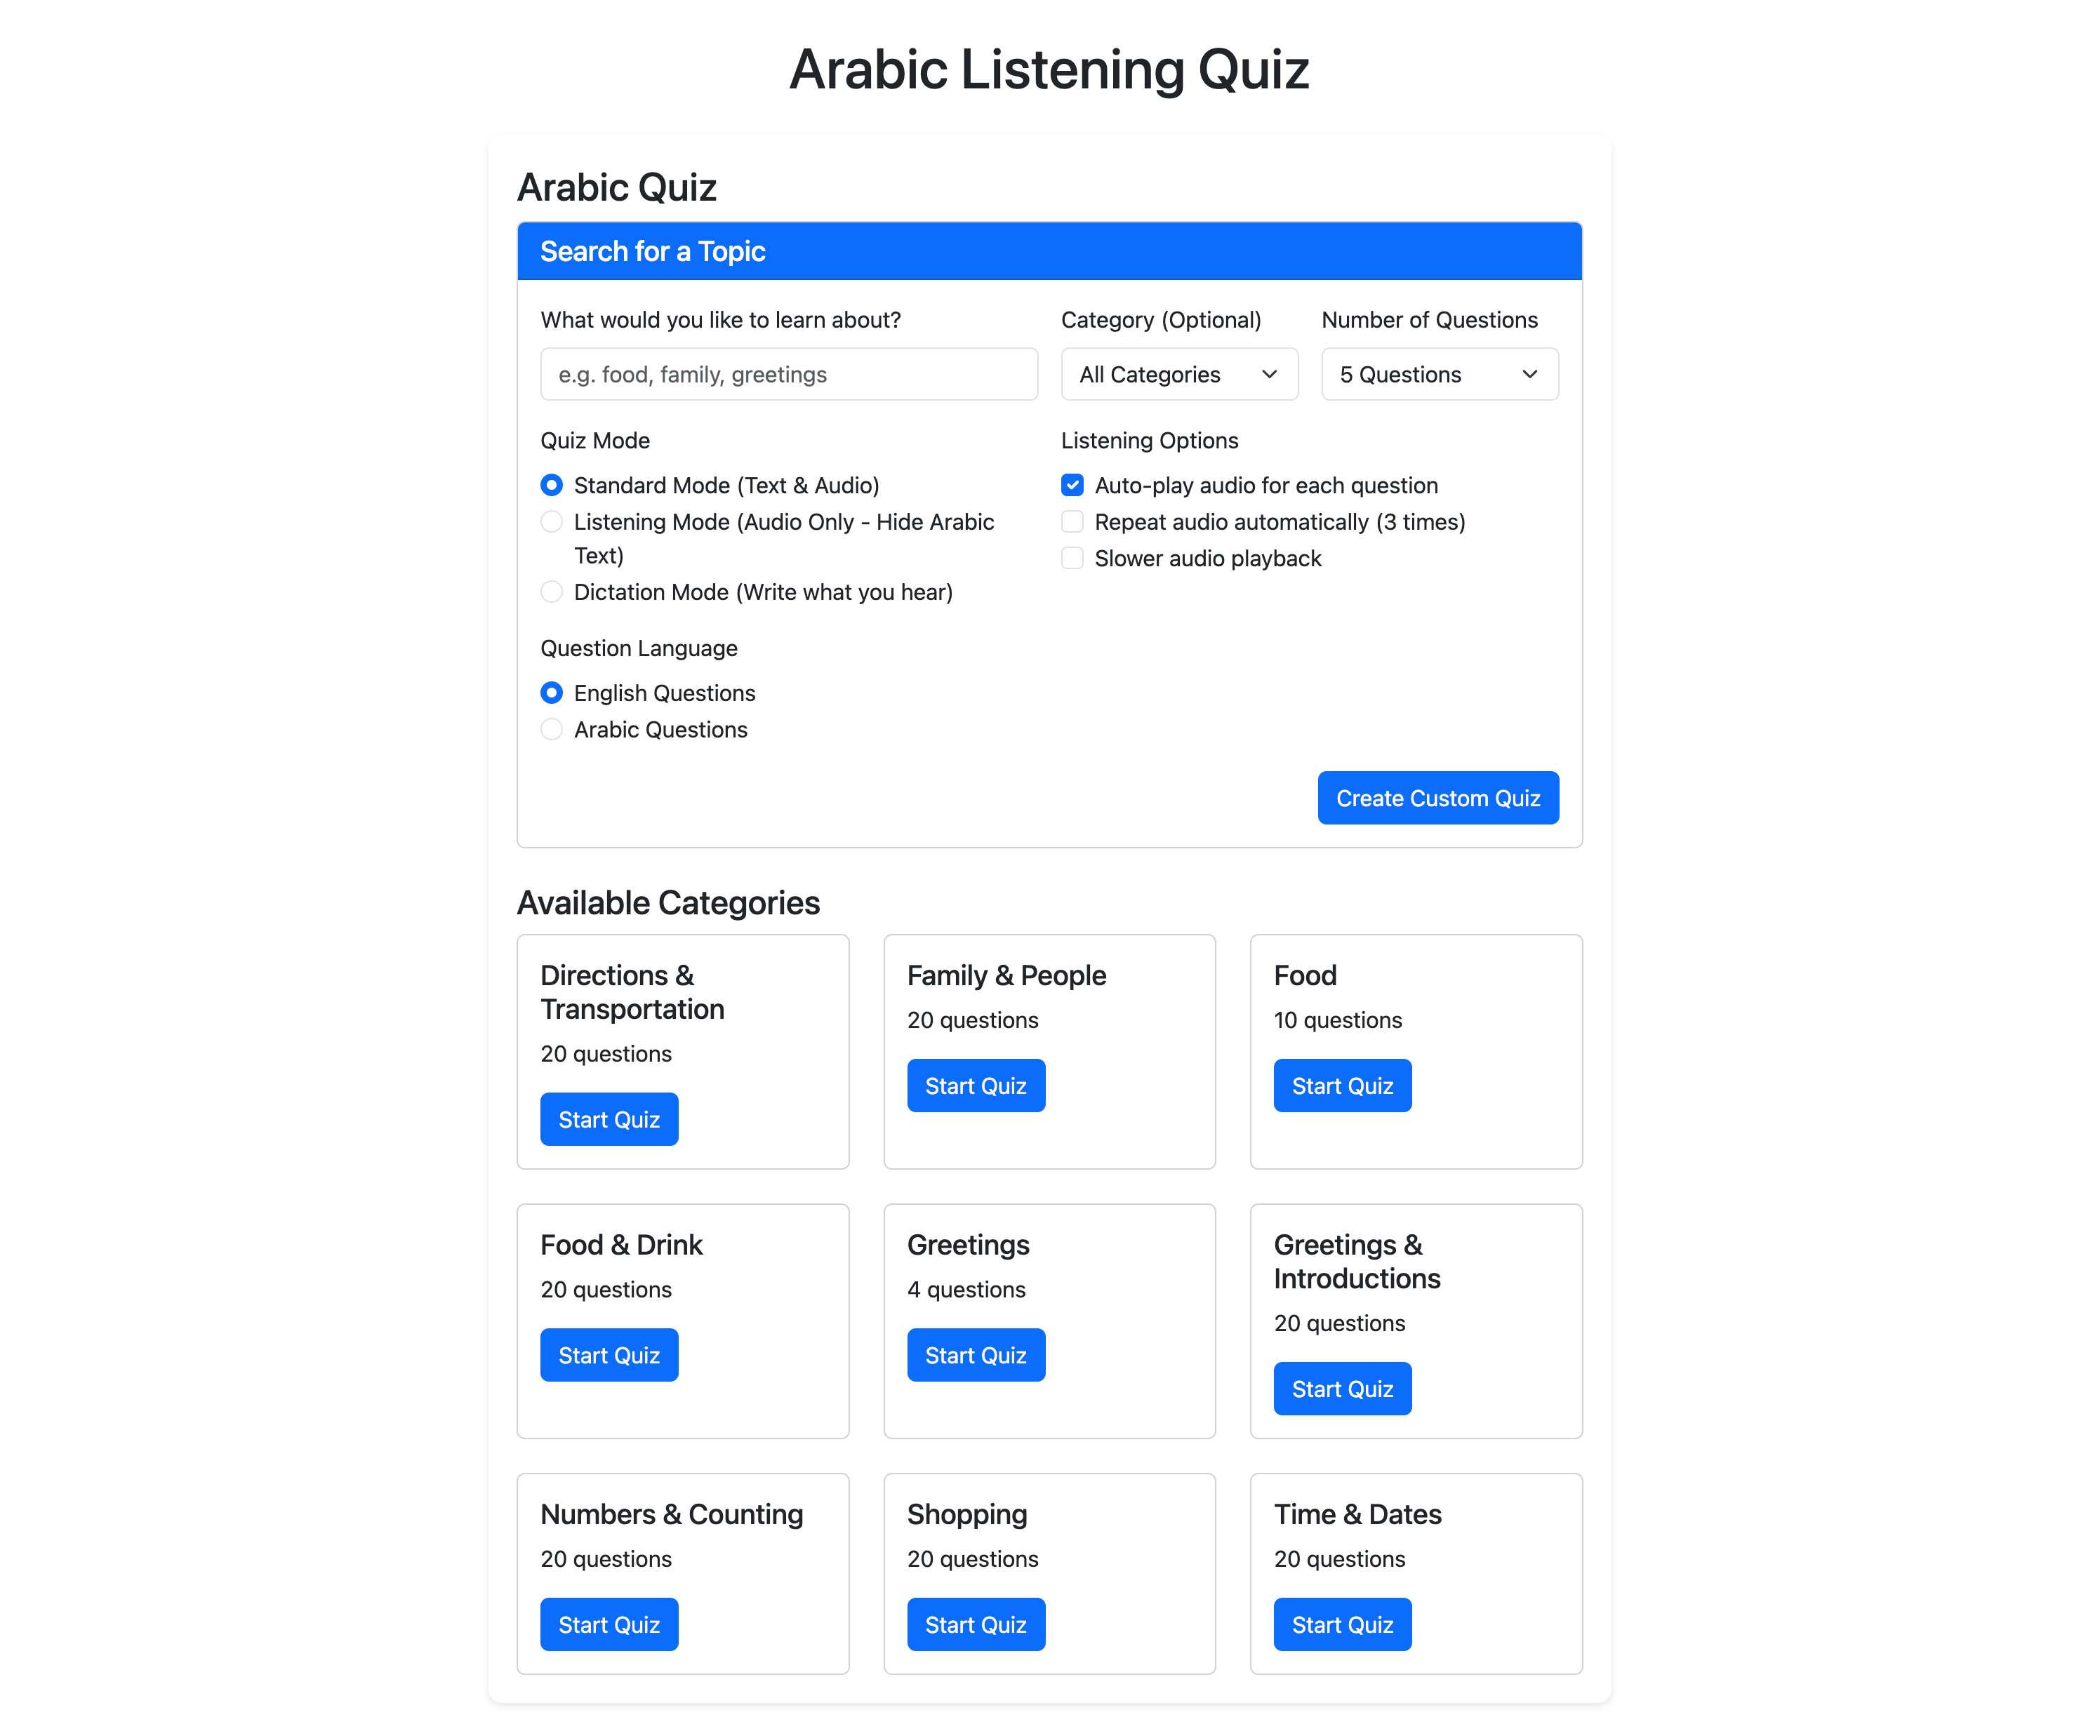 Arabic Listening Quiz
Arabic Quiz
Search for a Topic
What would you like to learn about?
e.g. food, family, greetings
Category (Optional)
All Categories
Number of Questions
5 Questions
Quiz Mode
Standard Mode (Text & Audio)
Listening Mode (Audio Only - Hide Arabic
Text)
Dictation Mode (Write what you hear)
Listening Options
Auto-play audio for each question
Repeat audio automatically (3 times)
Slower audio playback
Question Language
English Questions
Arabic Questions
Create Custom Quiz
Available Categories
Directions &
Transportation
20 questions
Start Quiz
Family & People
20 questions
Start Quiz
Food
10 questions
Start Quiz
Food & Drink
20 questions
Start Quiz
Greetings
4 questions
Start Quiz
Greetings &
Introductions
20 questions
Start Quiz
Numbers & Counting
20 questions
Start Quiz
Shopping
20 questions
Start Quiz
Time & Dates
20 questions
Start Quiz